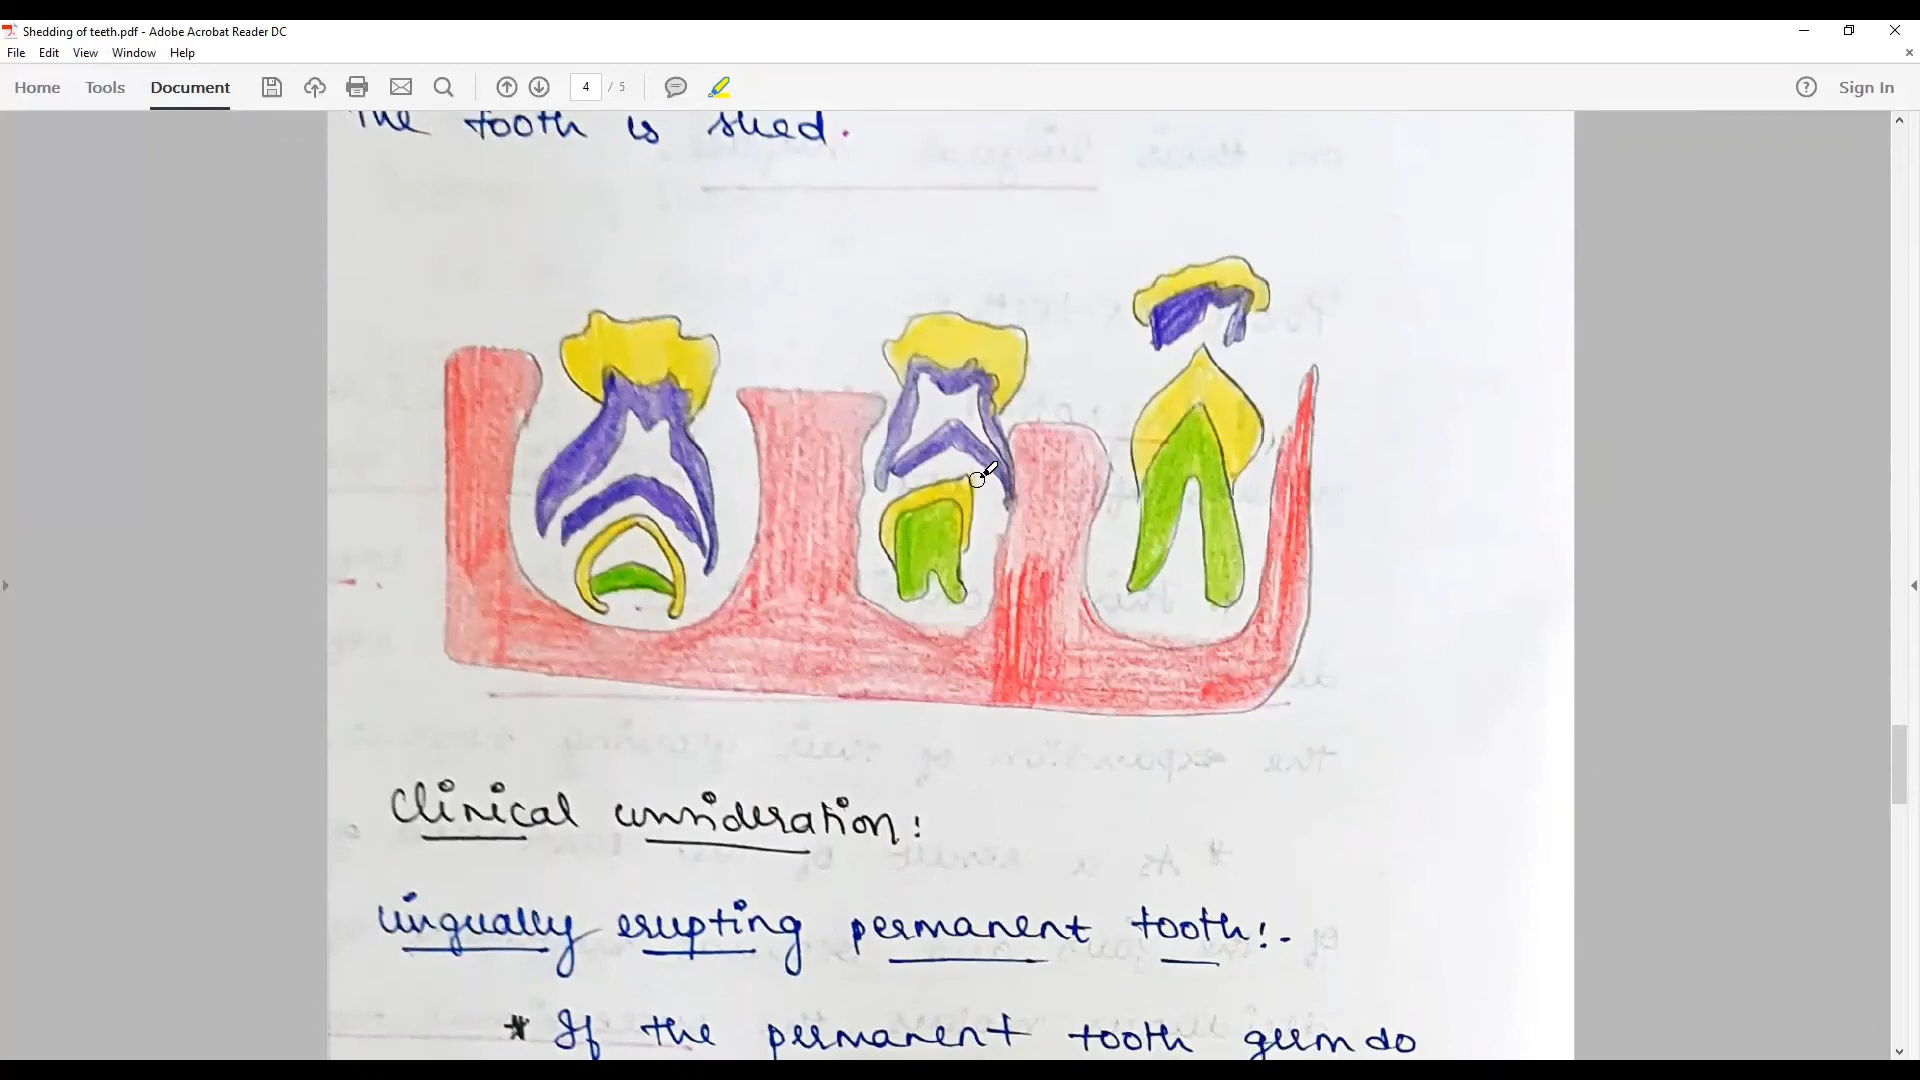 Shedding of teeth.pdf - Adobe Acrobat Reader DC
File Edit View Window Help
Home Tools Document 4 / 5 Sign In
The tooth is shed.
Clinical consideration:
Lingually erupting permanent tooth:-
* If the permanent tooth germ do